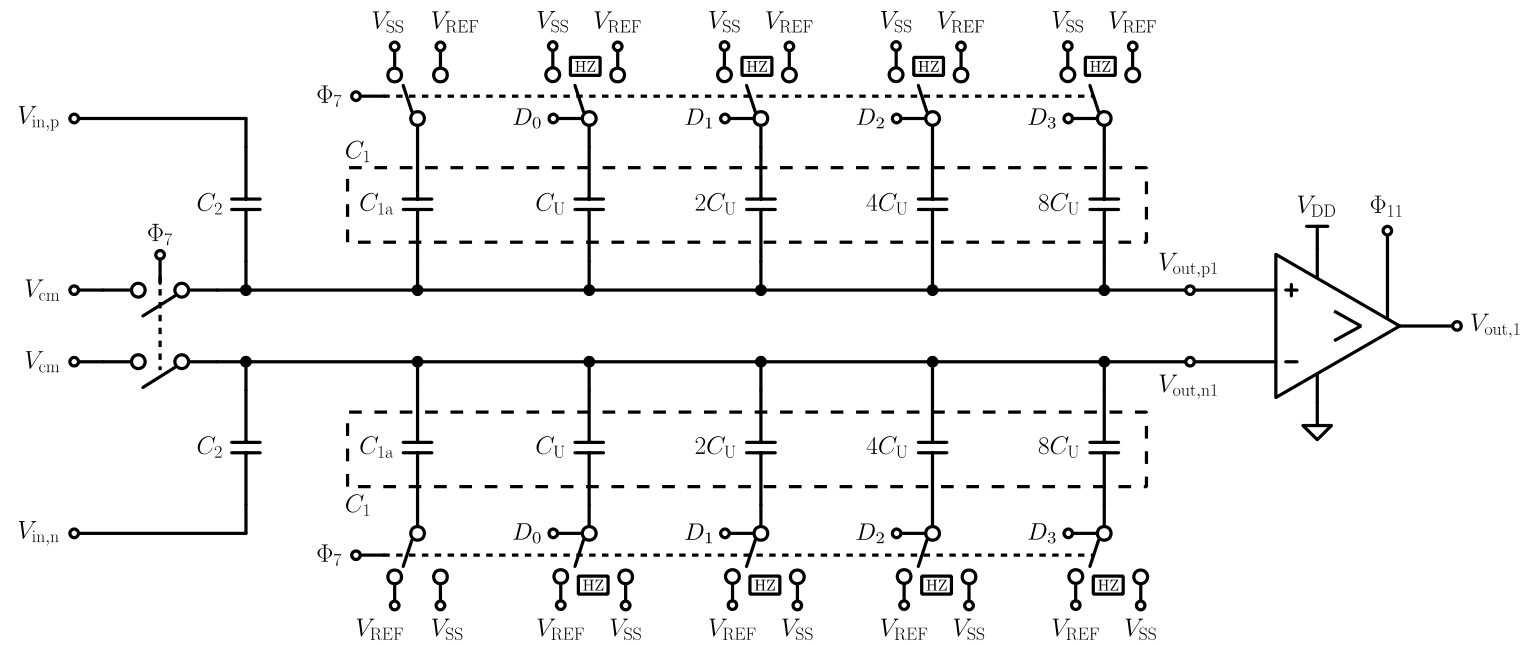 V_SS V_REF V_SS V_REF V_SS V_REF V_SS V_REF V_SS V_REF
HZ HZ HZ HZ
Φ_7
V_in,p D_0 D_1 D_2 D_3
C_1
C_2 C_1a C_U 2C_U 4C_U 8C_U
V_DD Φ_11
Φ_7
V_out,p1
V_cm +
> V_out,1
V_cm −
V_out,n1
C_2 C_1a C_U 2C_U 4C_U 8C_U
C_1
V_in,n D_0 D_1 D_2 D_3
Φ_7
HZ HZ HZ HZ
V_REF V_SS V_REF V_SS V_REF V_SS V_REF V_SS V_REF V_SS